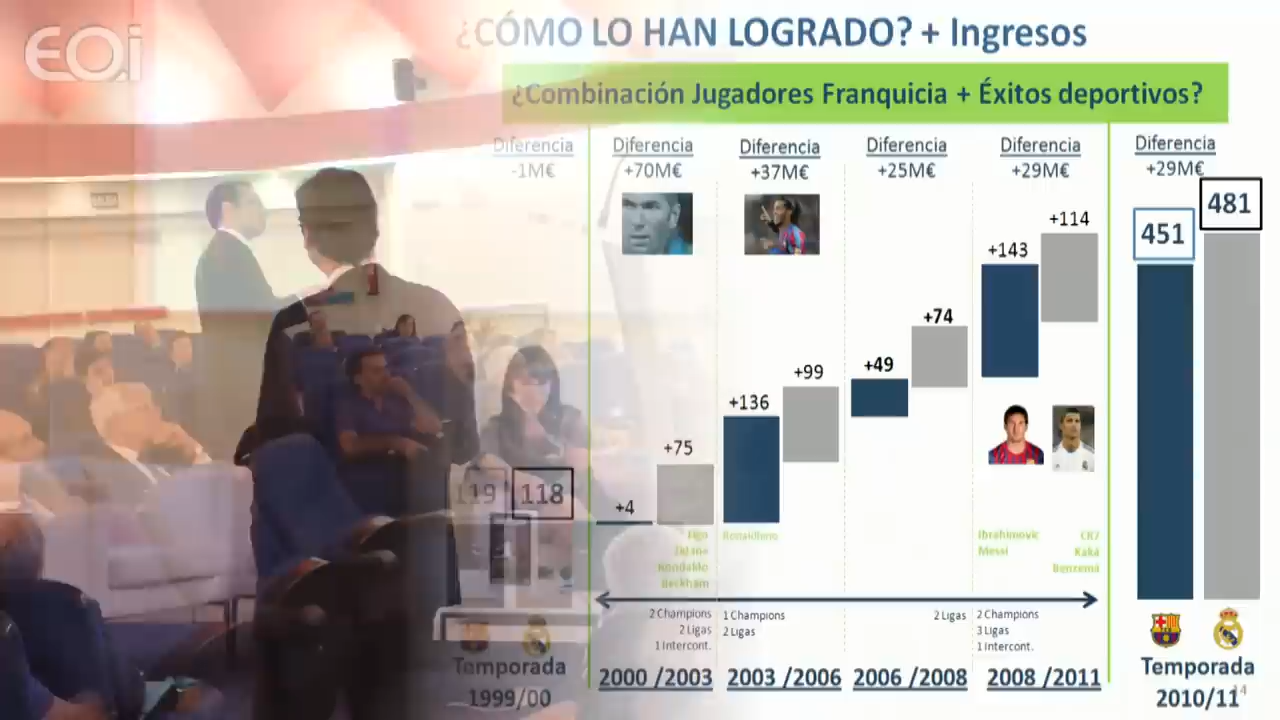 EOi
¿CÓMO LO HAN LOGRADO? + Ingresos
¿Combinación Jugadores Franquicia + Éxitos deportivos?
Diferencia
-1M€
Diferencia
+70M€
Diferencia
+37M€
Diferencia
+25M€
Diferencia
+29M€
Diferencia
+29M€
119
118
+4
+75
+136
+99
+49
+74
+143
+114
451
481
Figo
Zidane
Ronaldo
Beckham
Ronaldinho
Ibrahimovic
Messi
CR7
Kaká
Benzemá
2 Champions
2 Ligas
1 Intercont.
1 Champions
2 Ligas
2 Ligas
2 Champions
3 Ligas
1 Intercont.
Temporada
1999/00
2000 /2003
2003 /2006
2006 /2008
2008 /2011
Temporada
2010/11
14